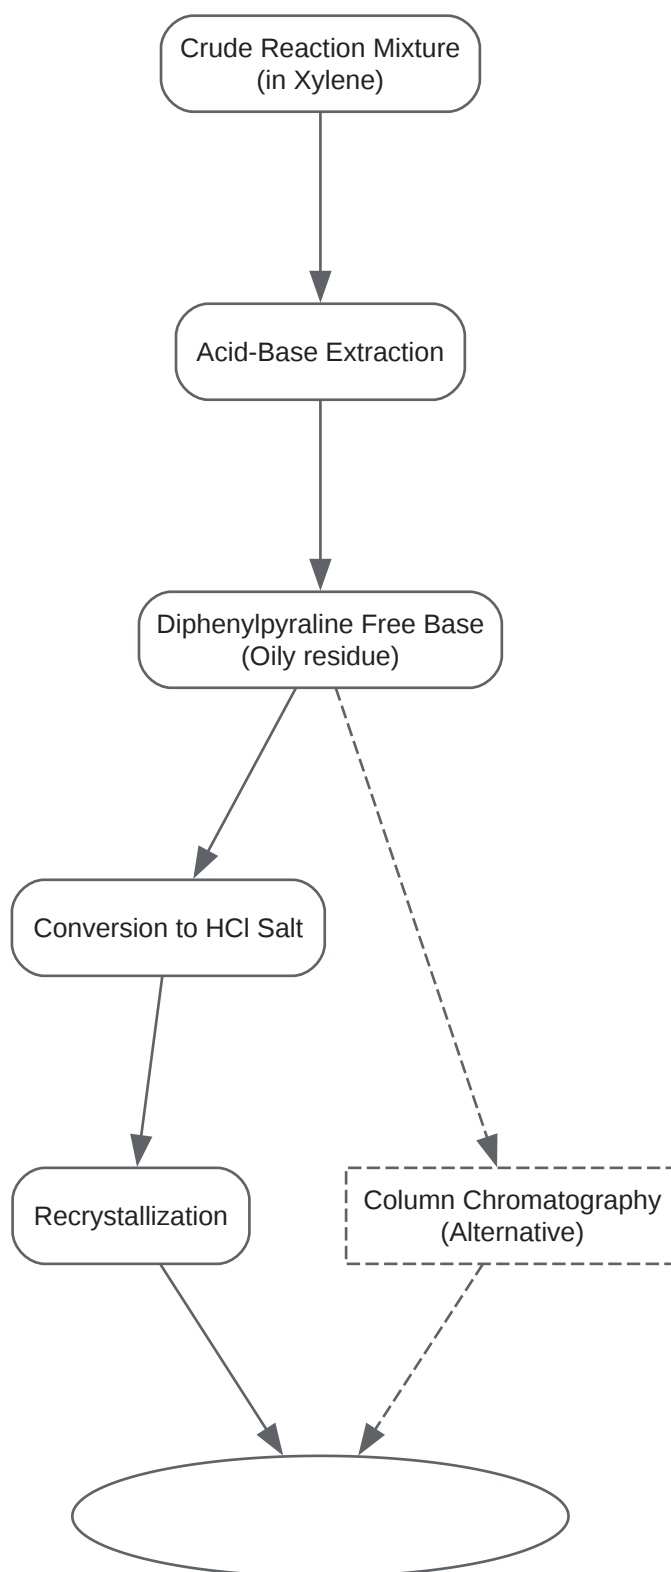 Crude Reaction Mixture
(in Xylene)
Acid-Base Extraction
Diphenylpyraline Free Base
(Oily residue)
Conversion to HCl Salt
Recrystallization
Column Chromatography
(Alternative)